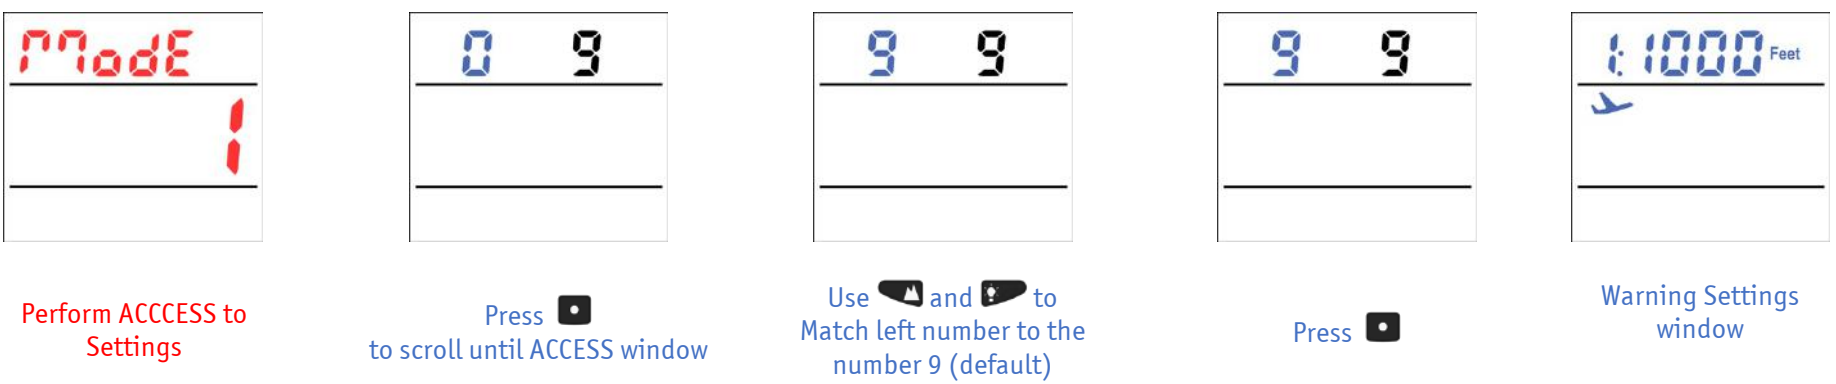 ModE
1
0 9
9 9
9 9
1:1000 Feet
Perform ACCCESS to
Settings
Press
to scroll until ACCESS window
Use and to
Match left number to the
number 9 (default)
Press
Warning Settings
window